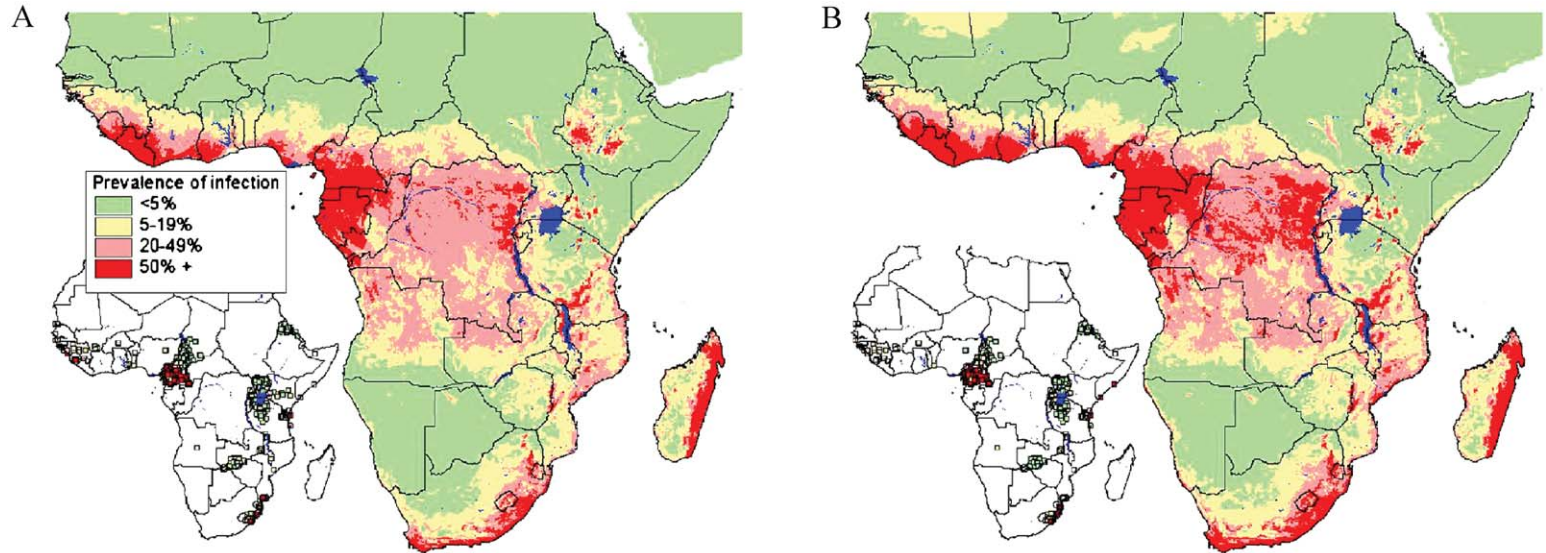 A
B
Prevalence of infection
<5%
5-19%
20-49%
50% +